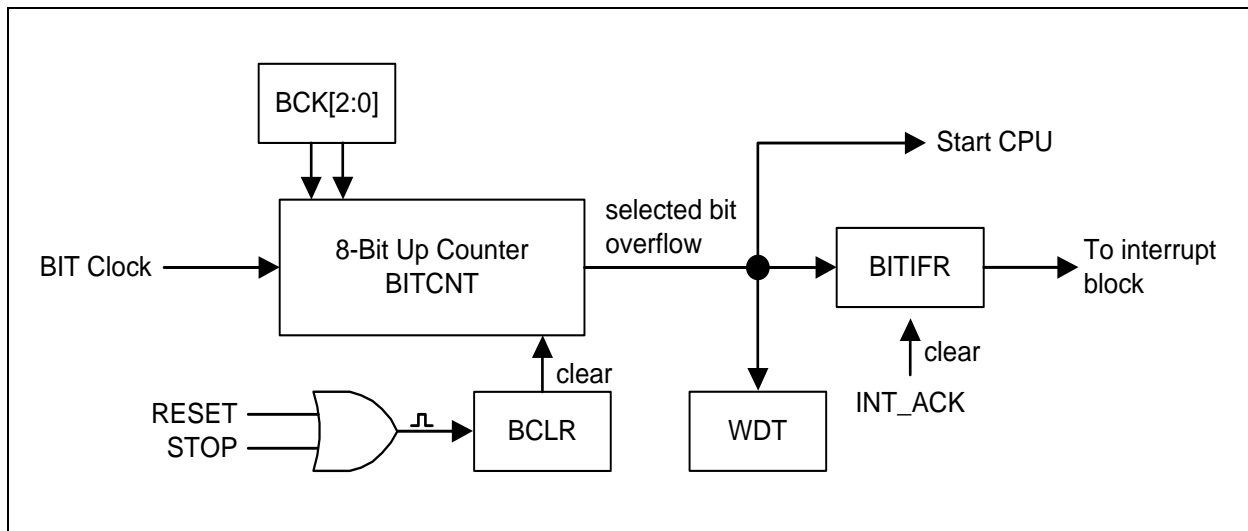 BCK[2:0]
Start CPU
selected bit
overflow
8-Bit Up Counter
BITCNT
BIT Clock
BITIFR
To interrupt
block
clear
clear
RESET
STOP
BCLR
WDT
INT_ACK